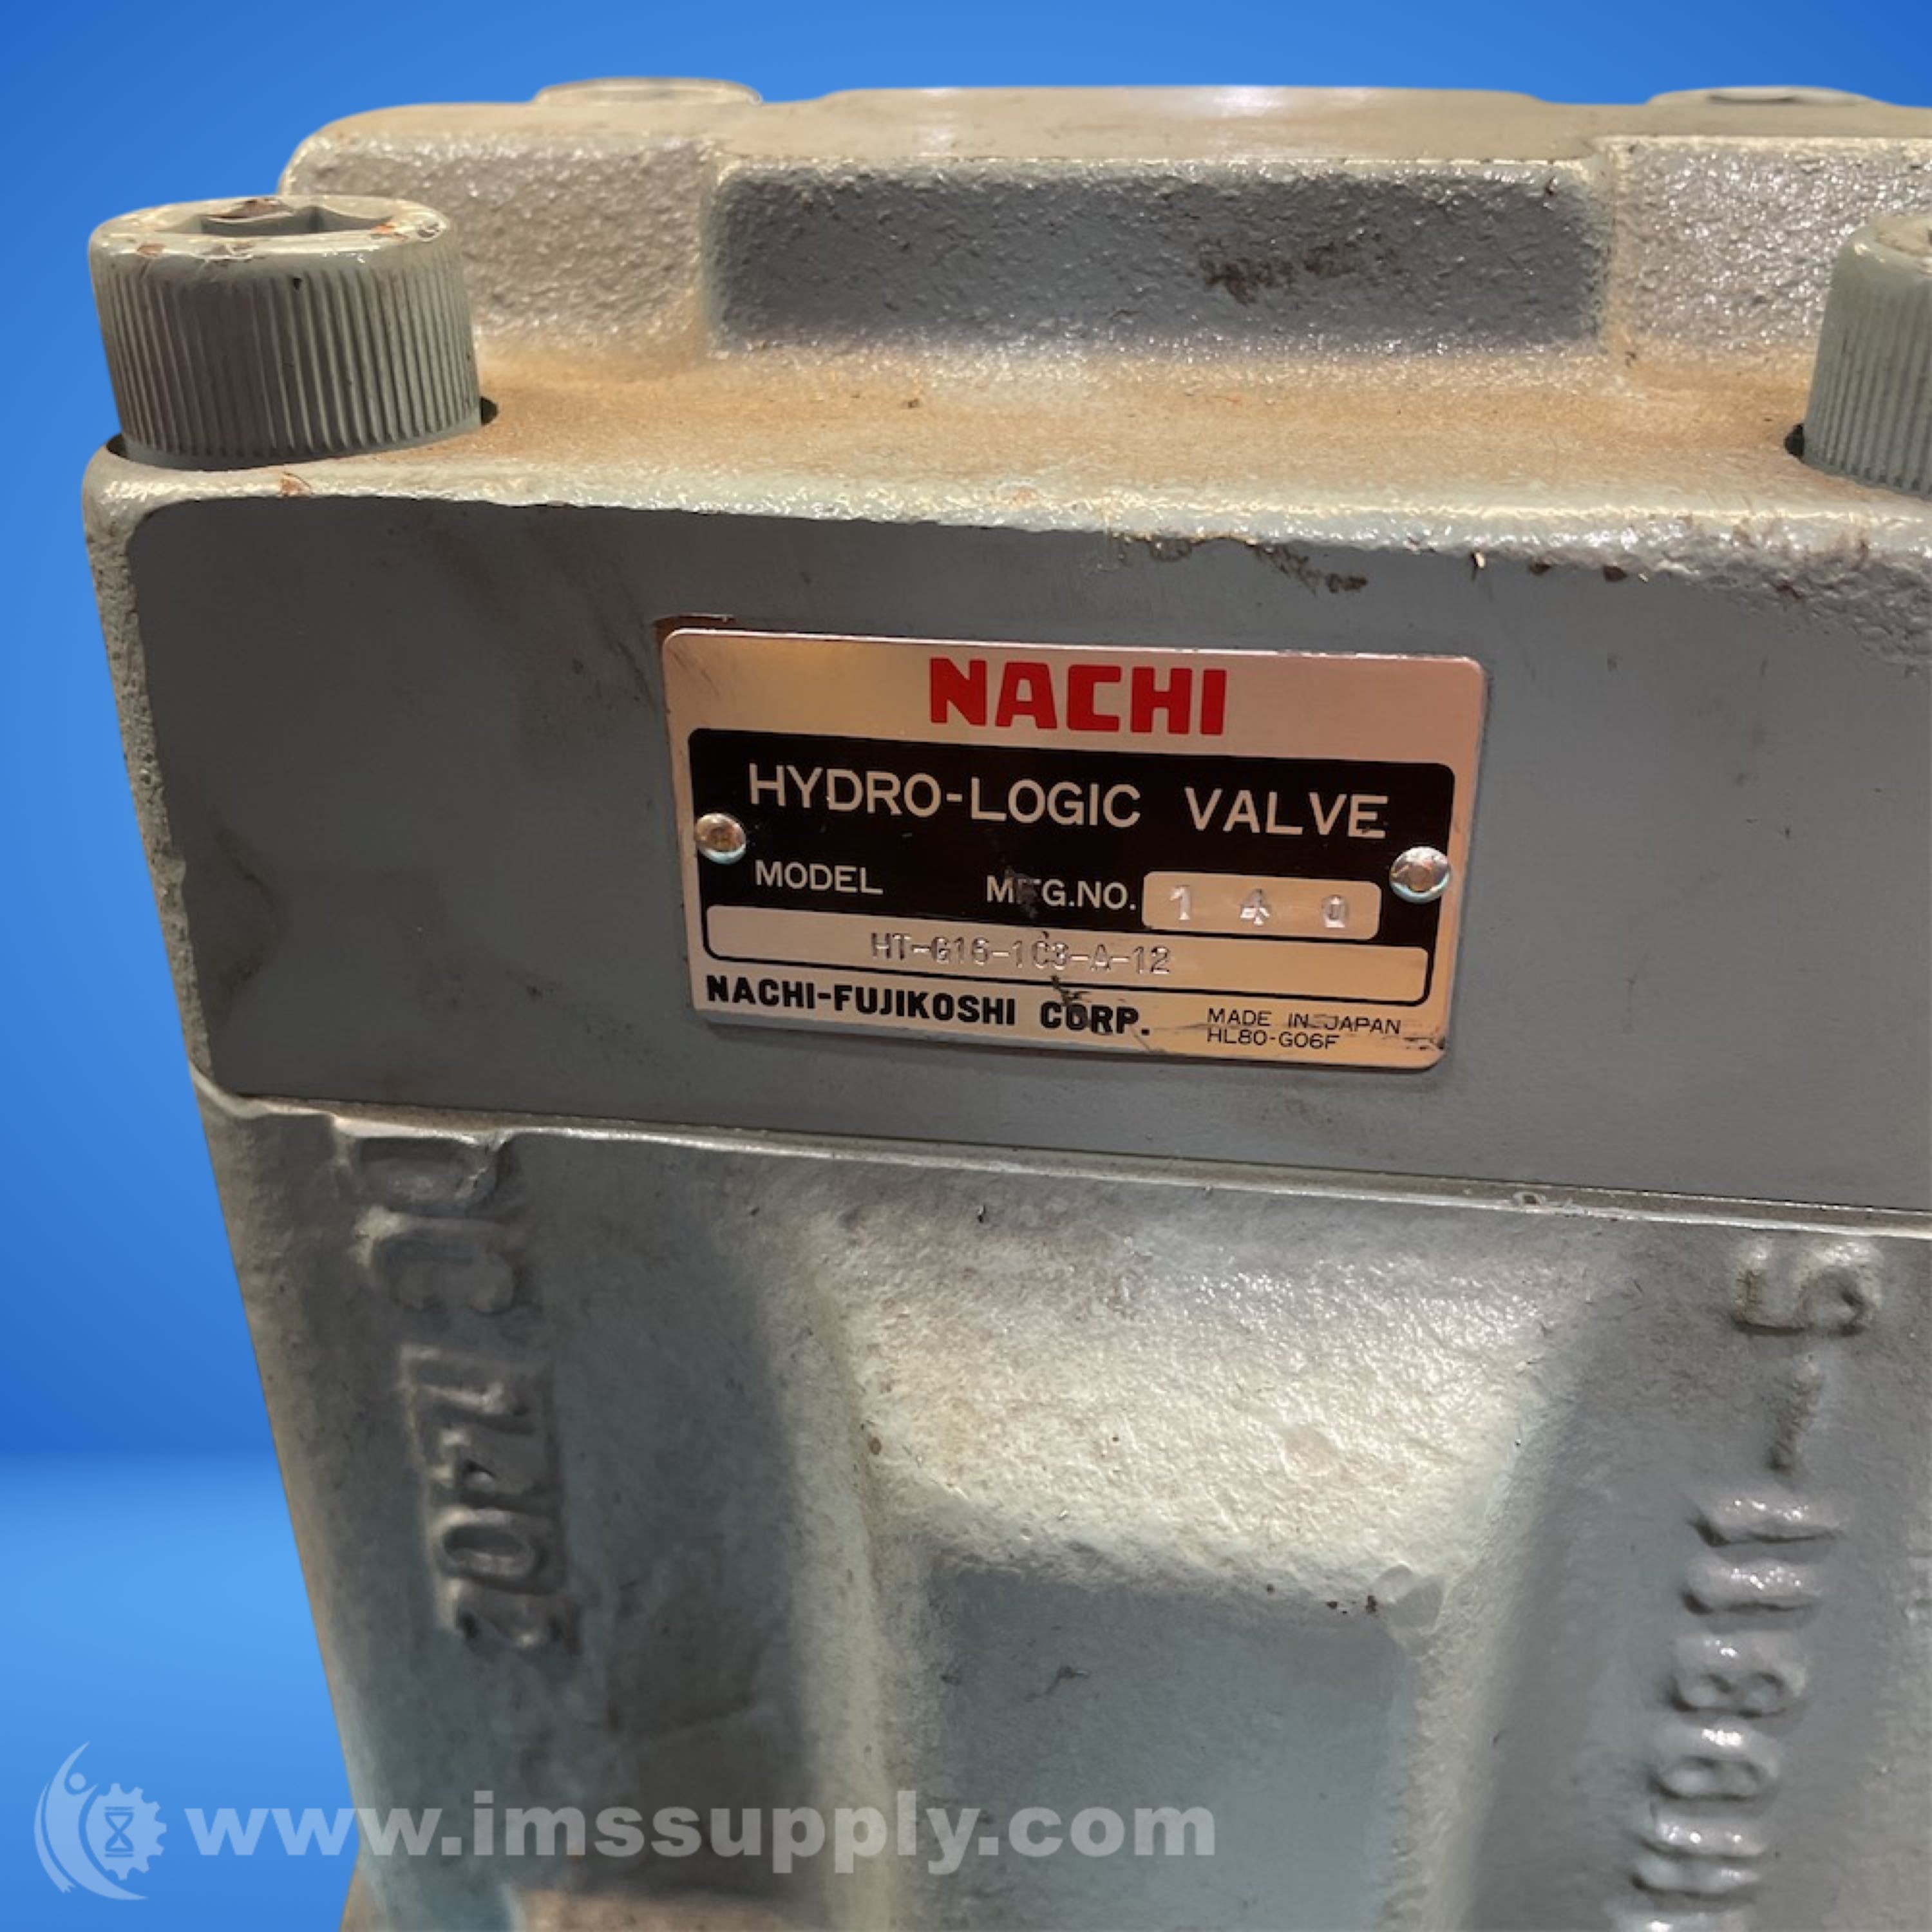 NACHI
HYDRO-LOGIC VALVE
MODEL MFG.NO. 1 4 0
HT-G16-1C3-A-12
NACHI-FUJIKOSHI CORP. MADE IN JAPAN
HL80-G06F
www.imssupply.com